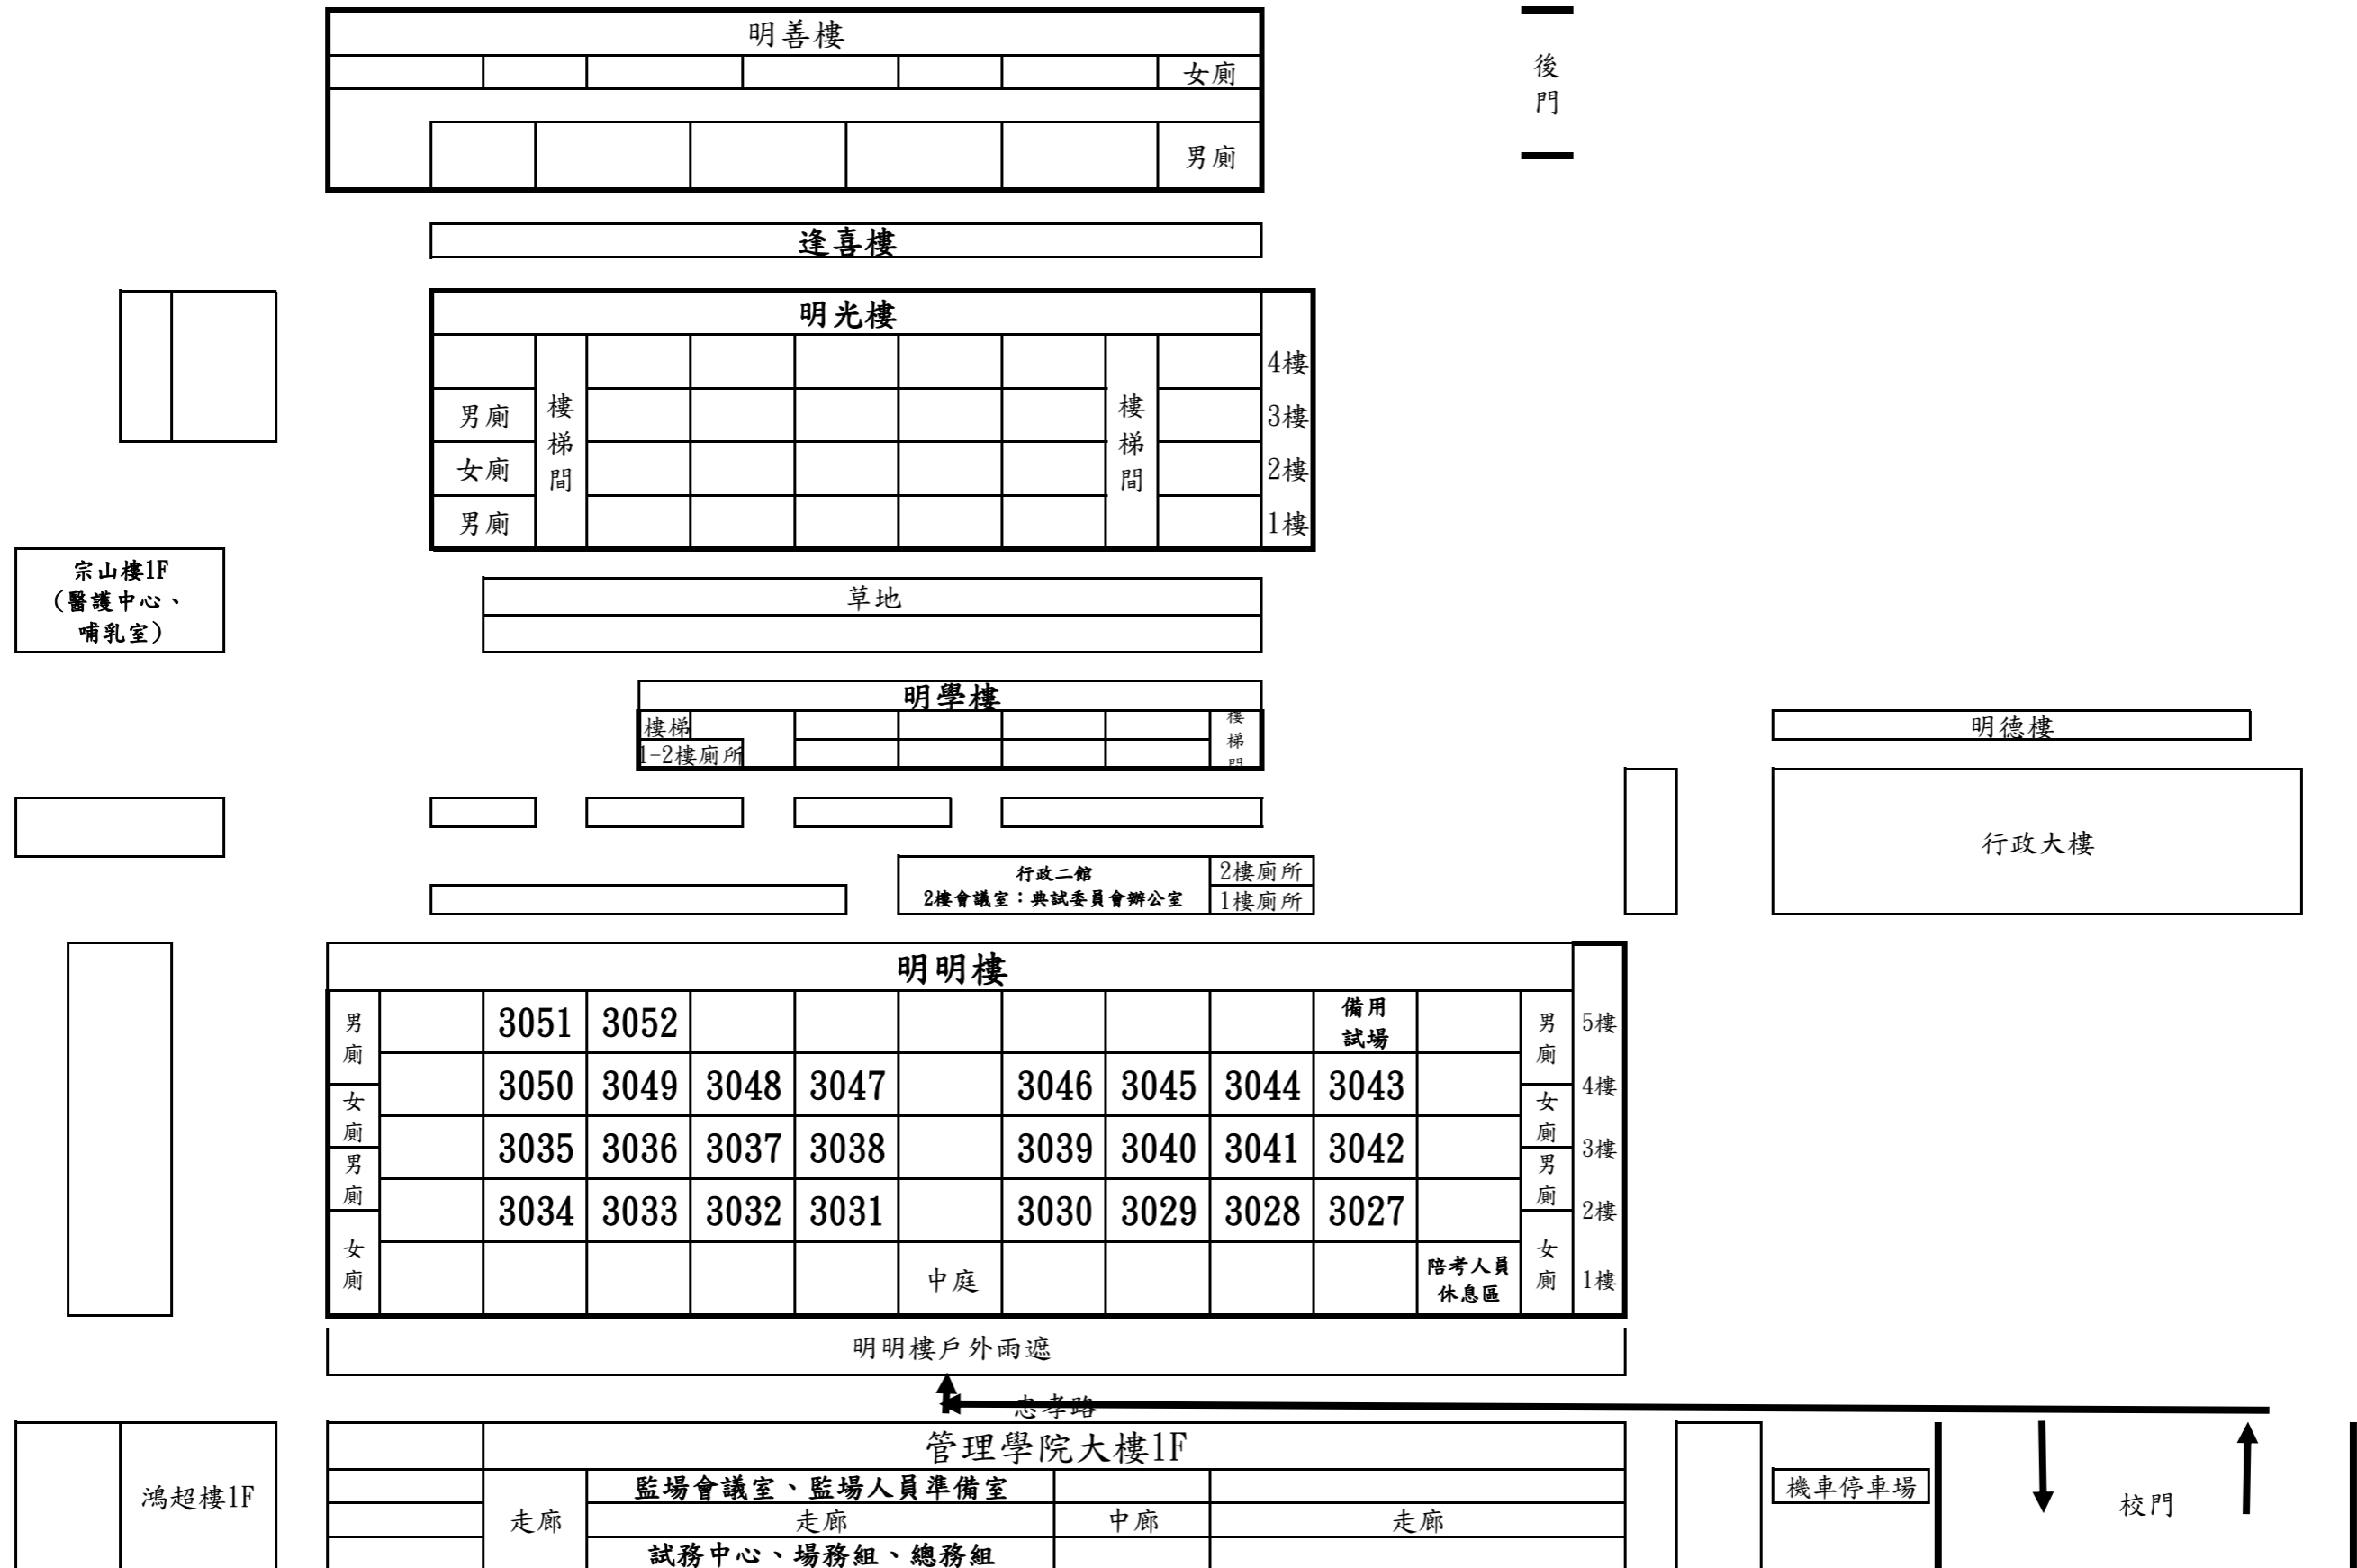 明善樓
女廁
男廁
後門
逢喜樓
明光樓
4樓
男廁
樓梯間
樓梯間
3樓
女廁
2樓
男廁
1樓
宗山樓1F
(醫護中心、
哺乳室)
草地
明學樓
樓梯
1-2樓廁所
樓梯間
明德樓
行政大樓
行政二館
2樓會議室：典試委員會辦公室
2樓廁所
1樓廁所
明明樓
男廁
3051 3052
備用
試場
男廁
5樓
3050 3049 3048 3047 3046 3045 3044 3043
4樓
女廁
女廁
3035 3036 3037 3038 3039 3040 3041 3042
3樓
男廁
男廁
3034 3033 3032 3031 3030 3029 3028 3027
2樓
女廁
中庭
陪考人員
休息區
女廁
1樓
明明樓戶外雨遮
忠孝路
鴻超樓1F
管理學院大樓1F
監場會議室、監場人員準備室
走廊
走廊
中廊
走廊
試務中心、場務組、總務組
機車停車場
校門